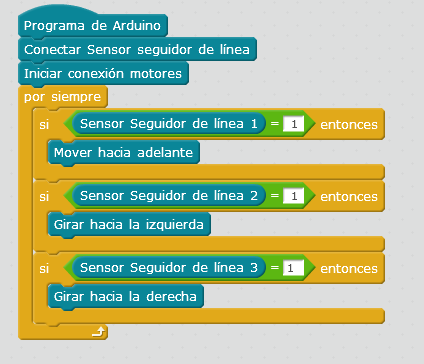 Programa de Arduino
Conectar Sensor seguidor de línea
Iniciar conexión motores
por siempre
si Sensor Seguidor de línea 1 = 1 entonces
Mover hacia adelante
si Sensor Seguidor de línea 2 = 1 entonces
Girar hacia la izquierda
si Sensor Seguidor de línea 3 = 1 entonces
Girar hacia la derecha